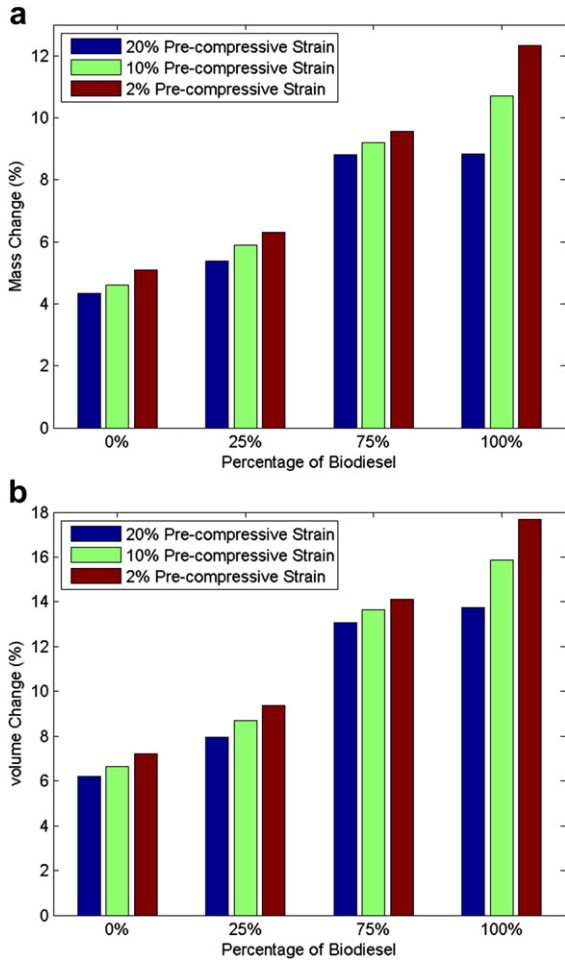 a
12
10
8
6
4
2
0
Mass Change (%)
20% Pre-compressive Strain
10% Pre-compressive Strain
2% Pre-compressive Strain
0% 25% 75% 100%
Percentage of Biodiesel
b
18
16
14
12
10
8
6
4
2
0
volume Change (%)
20% Pre-compressive Strain
10% Pre-compressive Strain
2% Pre-compressive Strain
0% 25% 75% 100%
Percentage of Biodiesel